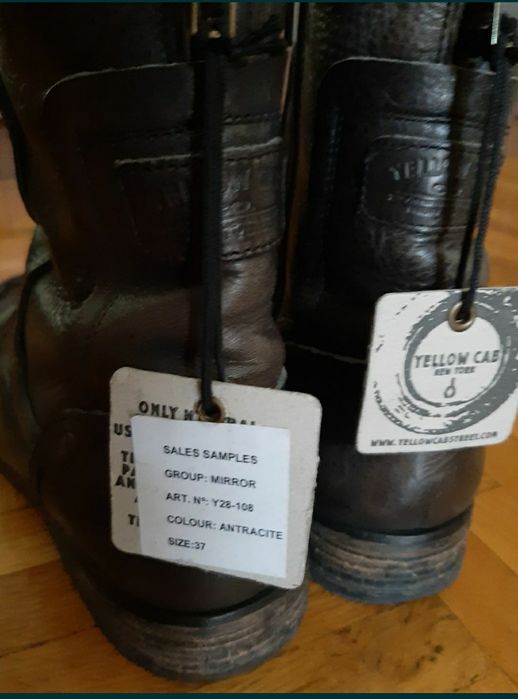 YELLOW
YELLOW CAB
NEW YORK
WWW.YELLOWCABSTREET.COM
ONLY
US
SALES SAMPLES
GROUP: MIRROR
ART. Nº: Y28-108
COLOUR: ANTRACITE
SIZE:37